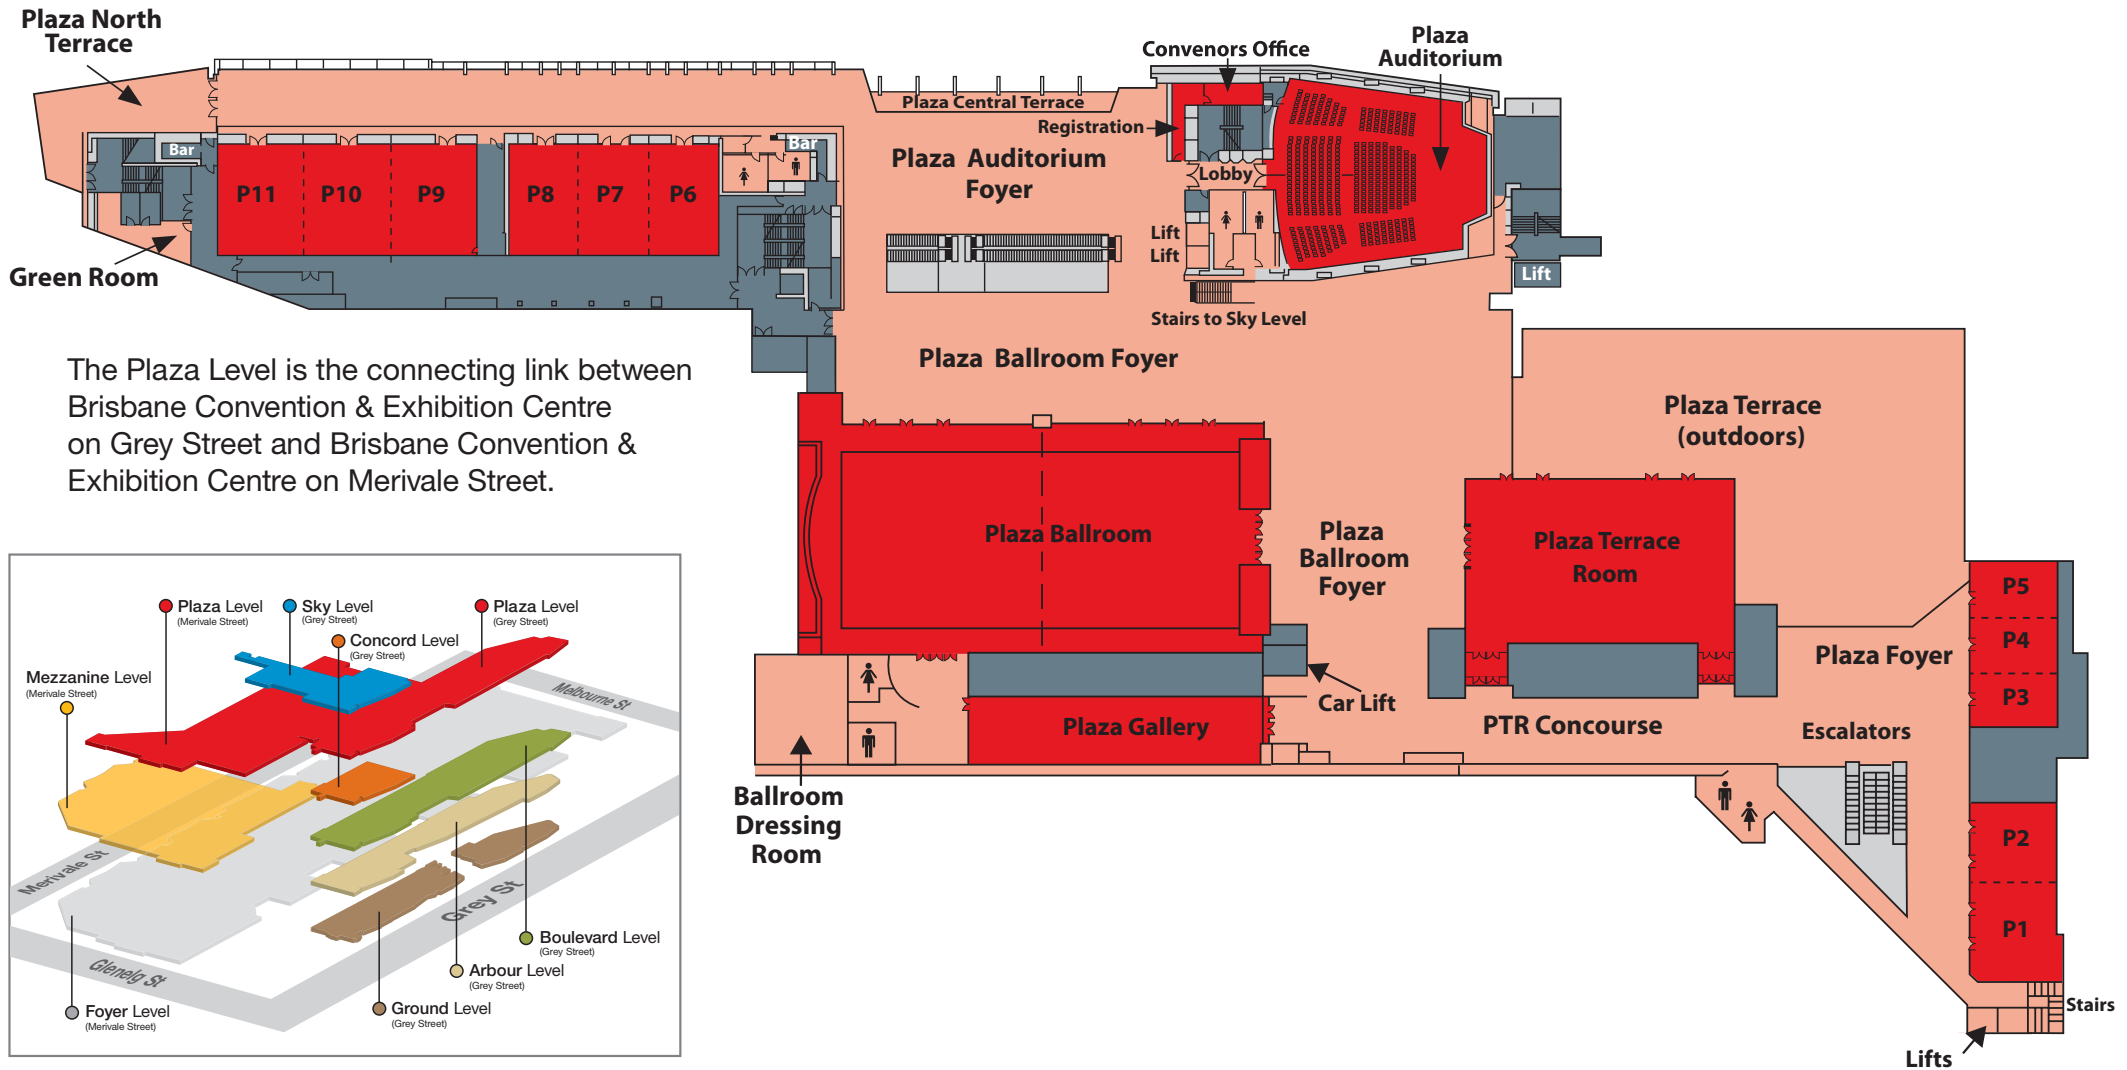 Plaza North
Terrace
Convenors Office
Plaza
Auditorium
Plaza Central Terrace
Registration
Bar
Bar
Plaza Auditorium
Foyer
Lobby
P11
P10
P9
P8
P7
P6
Lift
Lift
Lift
Green Room
Stairs to Sky Level
Plaza Ballroom Foyer
The Plaza Level is the connecting link between
Brisbane Convention & Exhibition Centre
on Grey Street and Brisbane Convention &
Exhibition Centre on Merivale Street.
Plaza Terrace
(outdoors)
Plaza Ballroom
Plaza
Ballroom
Foyer
Plaza Terrace
Room
P5
P4
P3
Plaza Foyer
Car Lift
Plaza Gallery
PTR Concourse
Escalators
Ballroom
Dressing
Room
P2
P1
Stairs
Lifts
Plaza Level
(Merivale Street)
Sky Level
(Grey Street)
Plaza Level
(Grey Street)
Concord Level
(Grey Street)
Mezzanine Level
(Merivale Street)
Melbourne St
Merivale St
Grey St
Glenelg St
Boulevard Level
(Grey Street)
Arbour Level
(Grey Street)
Ground Level
(Grey Street)
Foyer Level
(Merivale Street)